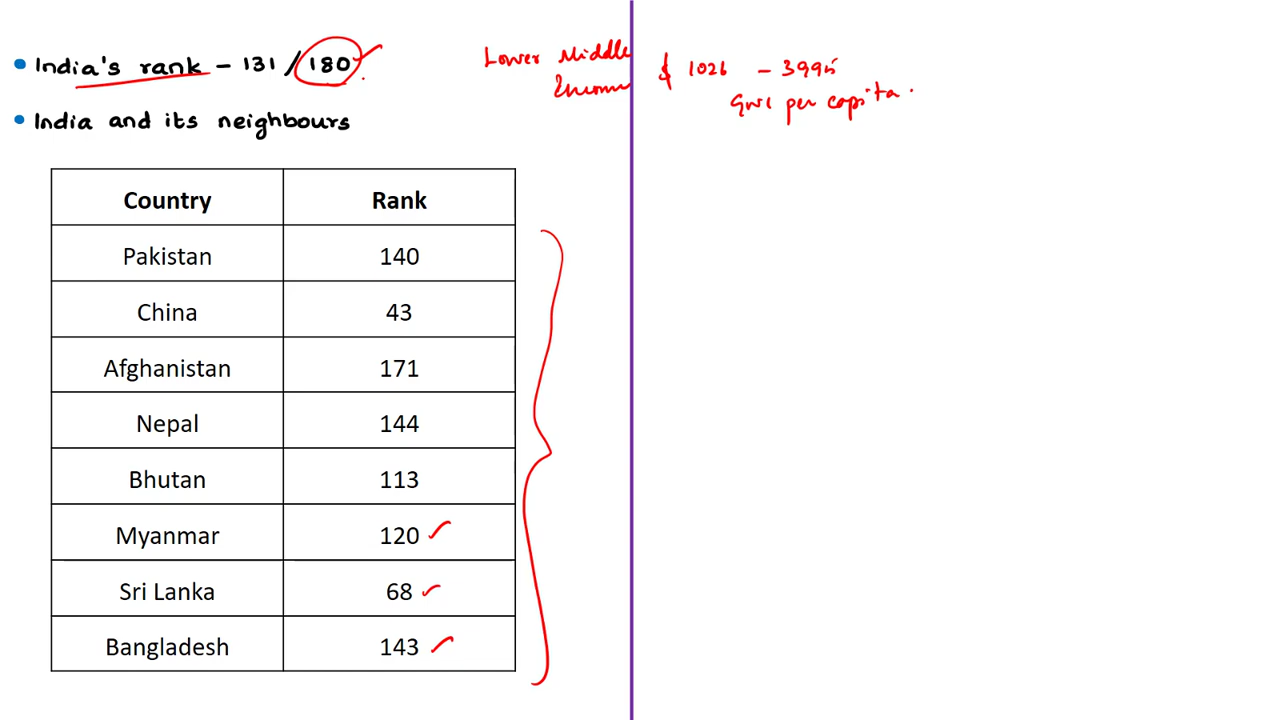 • India's rank - 131/180
Lower Middle
Income
$ 1026 - 3995
GNI per capita.
• India and its neighbours
Country Rank
Pakistan 140
China 43
Afghanistan 171
Nepal 144
Bhutan 113
Myanmar 120
Sri Lanka 68
Bangladesh 143